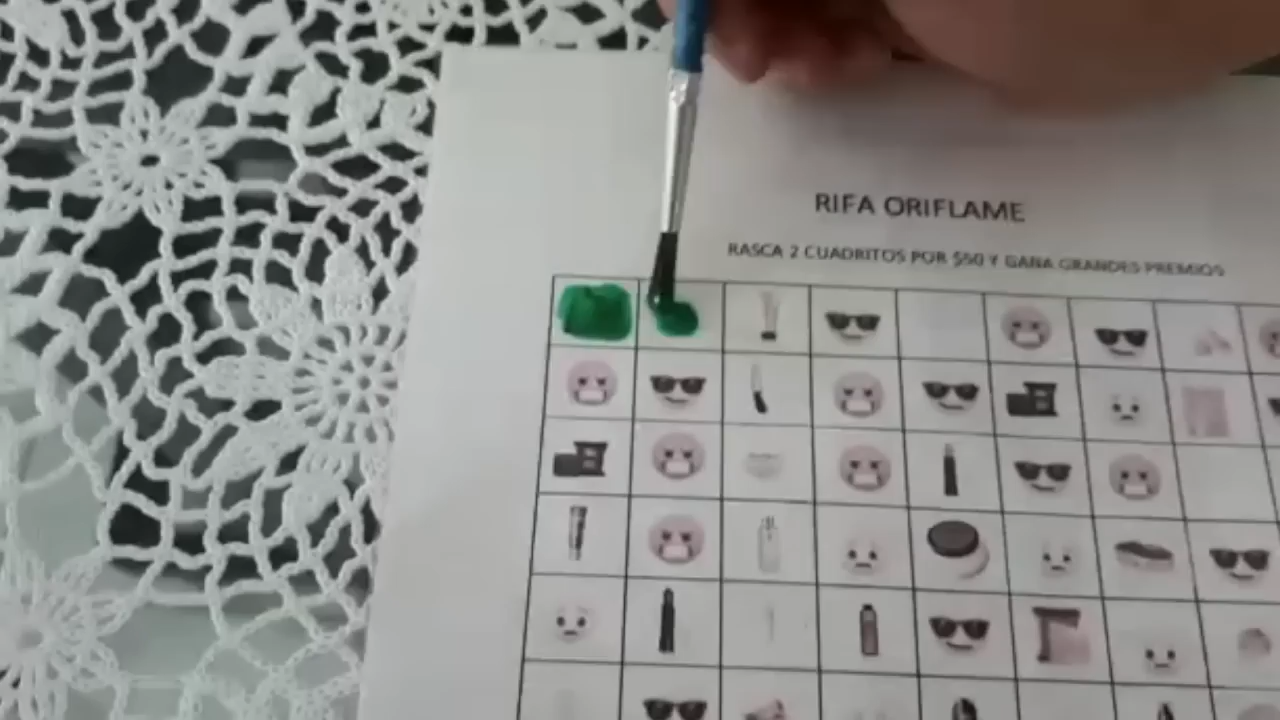 RIFA ORIFLAME
RASCA 2 CUADRITOS POR $50 Y GANA GRANDES PREMIOS